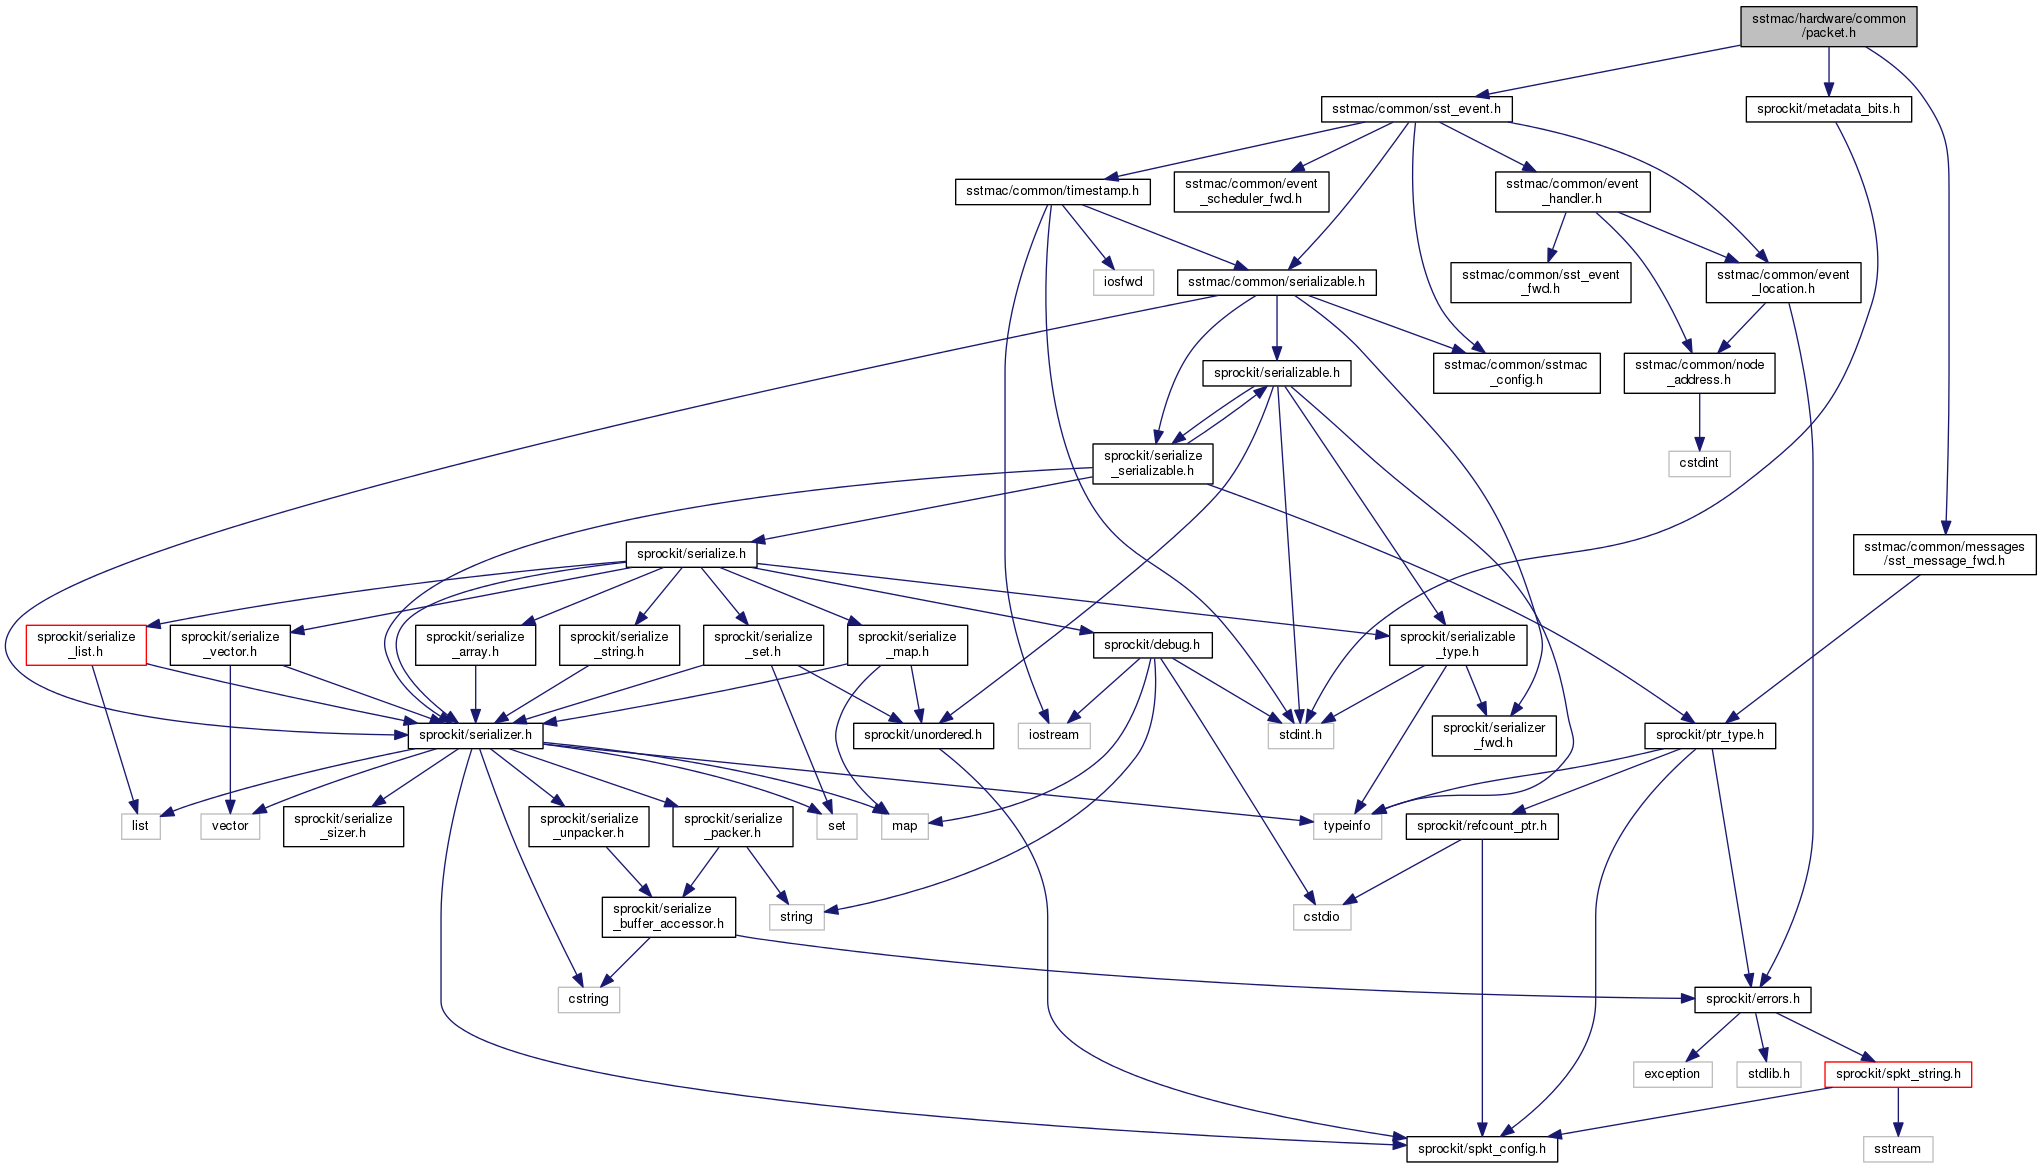 sstmac/hardware/common
/packet.h
sstmac/common/sst_event.h
sprockit/metadata_bits.h
sstmac/common/timestamp.h
sstmac/common/event
_scheduler_fwd.h
sstmac/common/event
_handler.h
iosfwd
sstmac/common/serializable.h
sstmac/common/sst_event
_fwd.h
sstmac/common/event
_location.h
sprockit/serializable.h
sstmac/common/sstmac
_config.h
sstmac/common/node
_address.h
sprockit/serialize
_serializable.h
cstdint
sprockit/serialize.h
sstmac/common/messages
/sst_message_fwd.h
sprockit/serialize
_list.h
sprockit/serialize
_vector.h
sprockit/serialize
_array.h
sprockit/serialize
_string.h
sprockit/serialize
_set.h
sprockit/serialize
_map.h
sprockit/debug.h
sprockit/serializable
_type.h
sprockit/serializer.h
sprockit/unordered.h
iostream
stdint.h
sprockit/serializer
_fwd.h
sprockit/ptr_type.h
list
vector
sprockit/serialize
_sizer.h
sprockit/serialize
_unpacker.h
sprockit/serialize
_packer.h
set
map
typeinfo
sprockit/refcount_ptr.h
sprockit/serialize
_buffer_accessor.h
string
cstdio
cstring
sprockit/errors.h
exception
stdlib.h
sprockit/spkt_string.h
sprockit/spkt_config.h
sstream